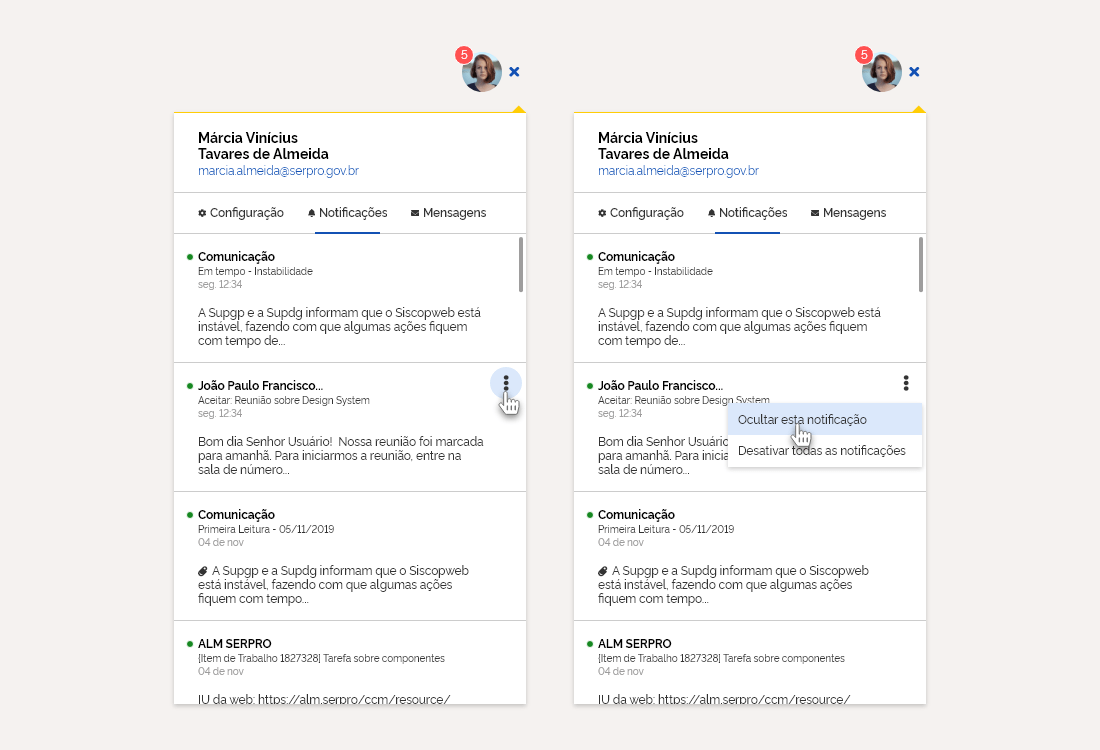 5
Márcia Vinícius
Tavares de Almeida
marcia.almeida@serpro.gov.br
Configuração Notificações Mensagens
Comunicação
Em tempo - Instabilidade
seg. 12:34
A Supgp e a Supdg informam que o Siscopweb está
instável, fazendo com que algumas ações fiquem
com tempo de...
João Paulo Francisco...
Aceitar: Reunião sobre Design System
seg. 12:34
Bom dia Senhor Usuário! Nossa reunião foi marcada
para amanhã. Para iniciarmos a reunião, entre na
sala de número...
Comunicação
Primeira Leitura - 05/11/2019
04 de nov
A Supgp e a Supdg informam que o Siscopweb
está instável, fazendo com que algumas ações
fiquem com tempo...
ALM SERPRO
[Item de Trabalho 1827328] Tarefa sobre componentes
04 de nov
IU da web: https://alm.serpro/ccm/resource/
5
Márcia Vinícius
Tavares de Almeida
marcia.almeida@serpro.gov.br
Configuração Notificações Mensagens
Comunicação
Em tempo - Instabilidade
seg. 12:34
A Supgp e a Supdg informam que o Siscopweb está
instável, fazendo com que algumas ações fiquem
com tempo de...
João Paulo Francisco...
Aceitar: Reunião sobre Design System
seg. 12:34
Ocultar esta notificação
Desativar todas as notificações
Bom dia Senhor Usuário
para amanhã. Para inicia
sala de número...
Comunicação
Primeira Leitura - 05/11/2019
04 de nov
A Supgp e a Supdg informam que o Siscopweb
está instável, fazendo com que algumas ações
fiquem com tempo...
ALM SERPRO
[Item de Trabalho 1827328] Tarefa sobre componentes
04 de nov
IU da web: https://alm.serpro/ccm/resource/